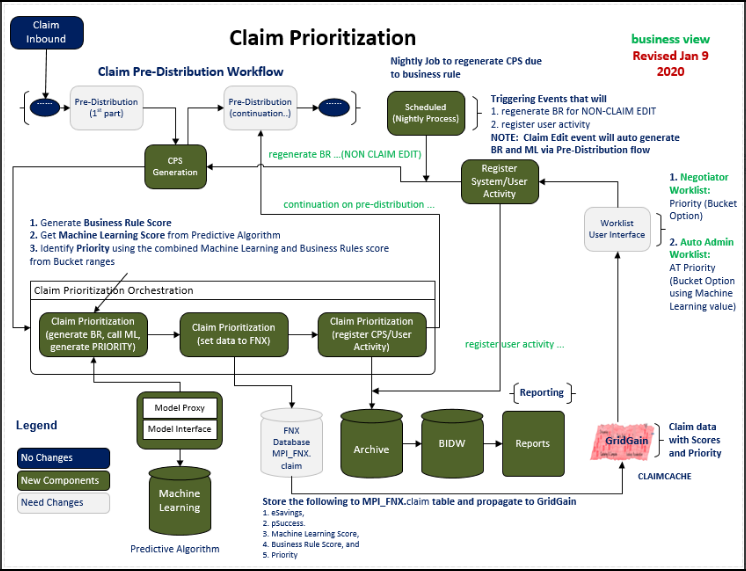 Claim
Inbound
Claim Prioritization
business view
Revised Jan 9
2020
Claim Pre-Distribution Workflow
Nightly Job to regenerate CPS due
to business rule
......
Pre-Distribution
(1st part)
Pre-Distribution
(continuation..)
......
Scheduled
(Nightly Process)
Triggering Events that will
1. regenerate BR for NON-CLAIM EDIT
2. register user activity
NOTE: Claim Edit event will auto generate
BR and ML via Pre-Distribution flow
CPS
Generation
regenerate BR ...(NON CLAIM EDIT)
Register
System/User
Activity
continuation on pre-distribution ...
Worklist
User Interface
1. Negotiator
Worklist:
Priority (Bucket
Option)
2. Auto Admin
Worklist:
AT Priority
(Bucket Option
using Machine
Learning value)
1. Generate Business Rule Score
2. Get Machine Learning Score from Predictive Algorithm
3. Identify Priority using the combined Machine Learning and Business Rules score
from Bucket ranges
Claim Prioritization Orchestration
Claim Prioritization
(generate BR, call ML,
generate PRIORITY)
Claim Prioritization
(set data to FNX)
Claim Prioritization
(register CPS/User
Activity)
register user activity ...
Reporting
Model Proxy
Model Interface
Machine
Learning
Predictive Algorithm
FNX
Database
MPI_FNX.
claim
Archive
BIDW
Reports
GridGain
Claim data
with Scores
and Priority
CLAIMCACHE
Legend
No Changes
New Components
Need Changes
Store the following to MPI_FNX.claim table and propagate to GridGain
1. eSavings,
2. pSuccess.
3. Machine Learning Score,
4. Business Rule Score, and
5. Priority